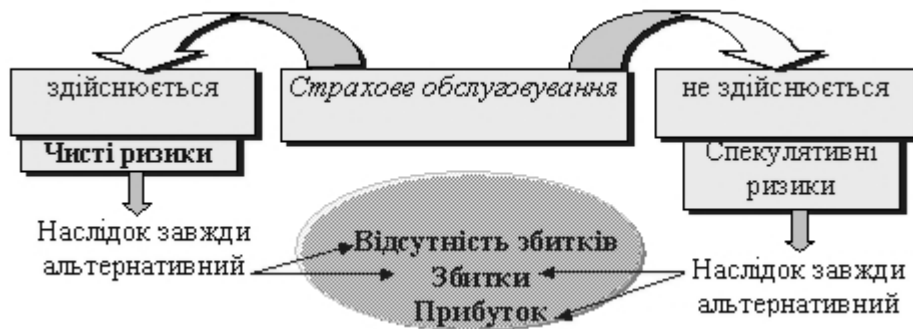 здійснюється
Страхове обслуговування
не здійснюється
Чисті ризики
Спекулятивні
ризики
Наслідок завжди
альтернативний
Відсутність збитків
Збитки
Прибуток
Наслідок завжди
альтернативний